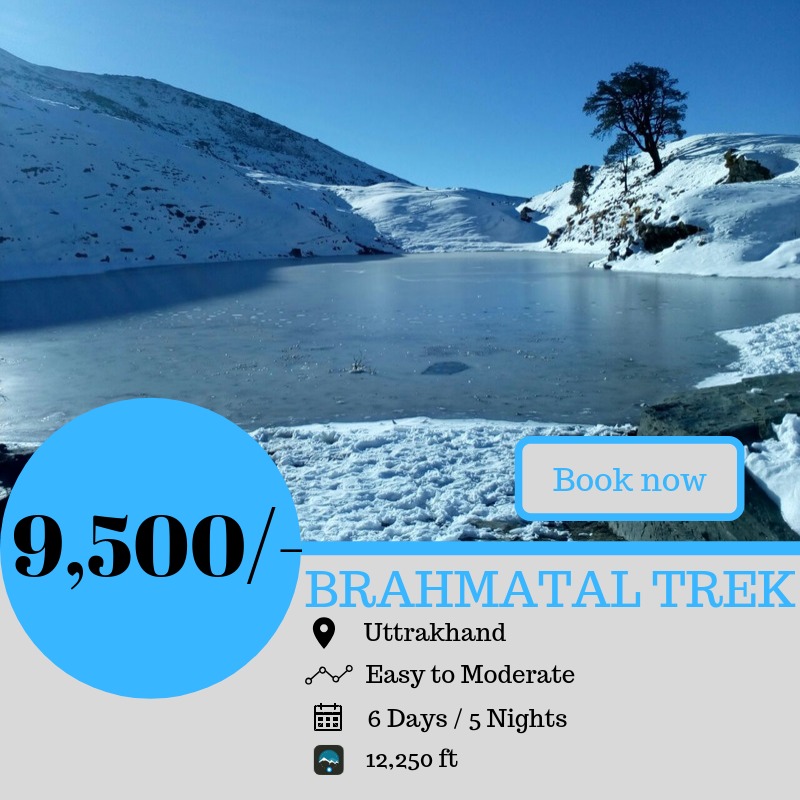 Book now
9,500/-
BRAHMATAL TREK
Uttrakhand
Easy to Moderate
6 Days / 5 Nights
12,250 ft